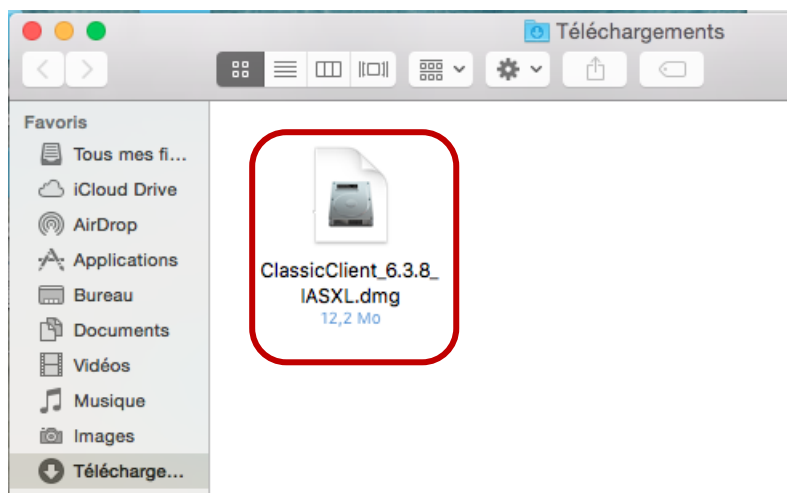 Téléchargements
Favoris
Tous mes fi...
iCloud Drive
AirDrop
Applications
Bureau
Documents
Vidéos
Musique
Images
Télécharge...
ClassicClient_6.3.8_
IASXL.dmg
12,2 Mo